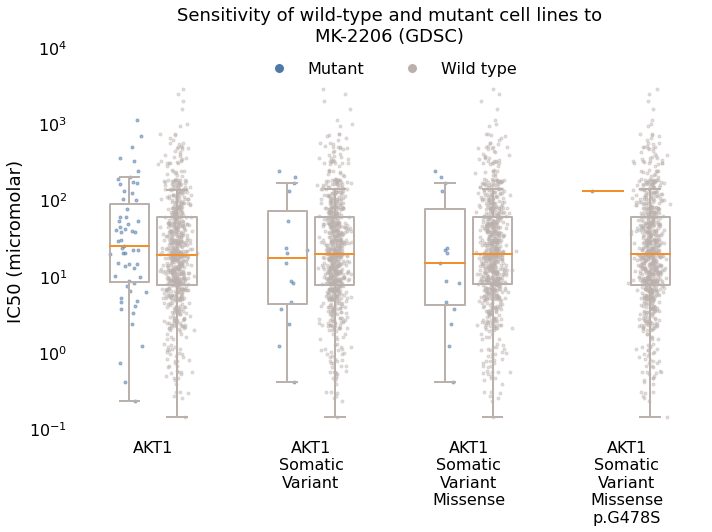 Sensitivity of wild-type and mutant cell lines to
MK-2206 (GDSC)
Mutant
Wild type
IC50 (micromolar)
10⁴
10³
10²
10¹
10⁰
10⁻¹
AKT1
AKT1
Somatic
Variant
AKT1
Somatic
Variant
Missense
AKT1
Somatic
Variant
Missense
p.G478S